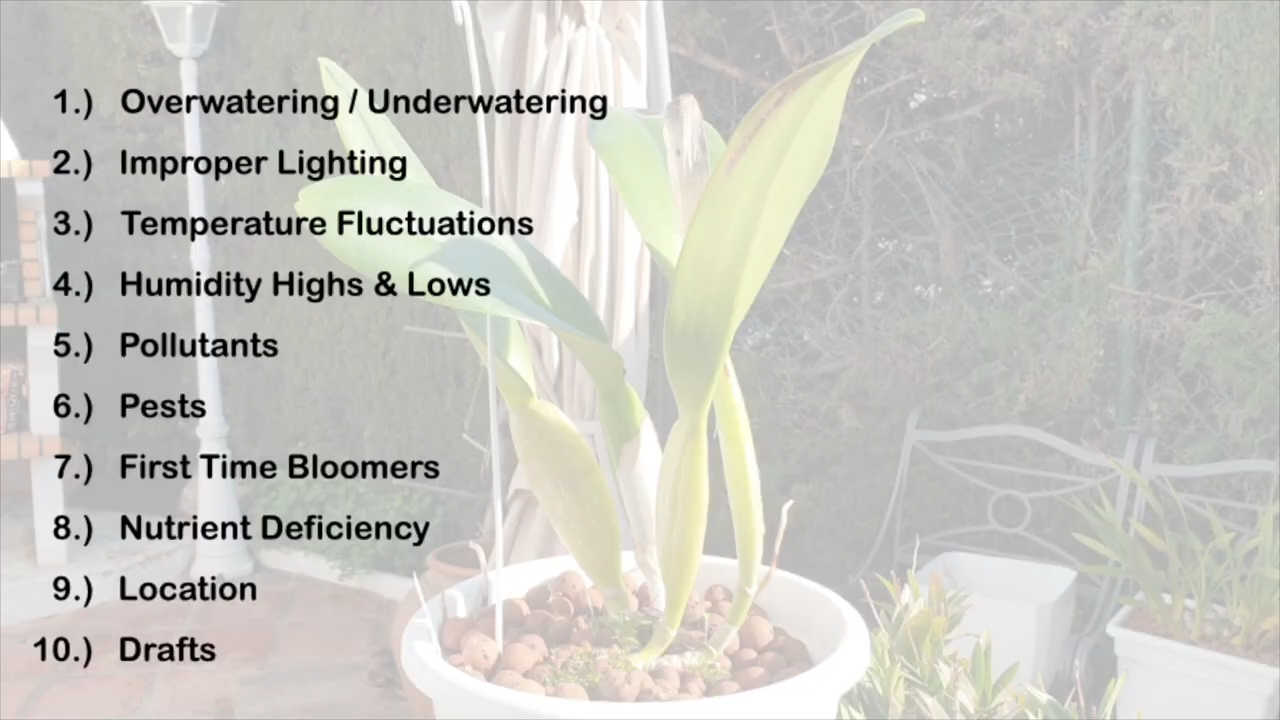 1.) Overwatering / Underwatering
2.) Improper Lighting
3.) Temperature Fluctuations
4.) Humidity Highs & Lows
5.) Pollutants
6.) Pests
7.) First Time Bloomers
8.) Nutrient Deficiency
9.) Location
10.) Drafts